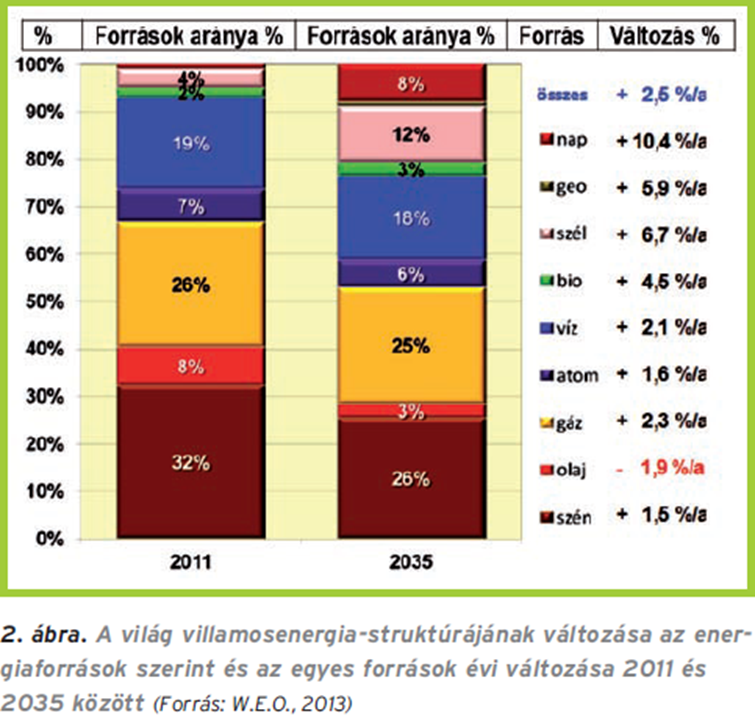 % Források aránya % Források aránya % Forrás Változás %
100%
90%
80%
70%
60%
50%
40%
30%
20%
10%
0%
4%
2%
19%
7%
26%
8%
32%
2011
8%
12%
3%
18%
6%
25%
3%
26%
2035
összes + 2,5 %/a
nap + 10,4 %/a
geo + 5,9 %/a
szél + 6,7 %/a
bio + 4,5 %/a
víz + 2,1 %/a
atom + 1,6 %/a
gáz + 2,3 %/a
olaj - 1,9 %/a
szén + 1,5 %/a
2. ábra. A világ villamosenergia-struktúrájának változása az ener-
giaforrások szerint és az egyes források évi változása 2011 és
2035 között (Forrás: W.E.O., 2013)